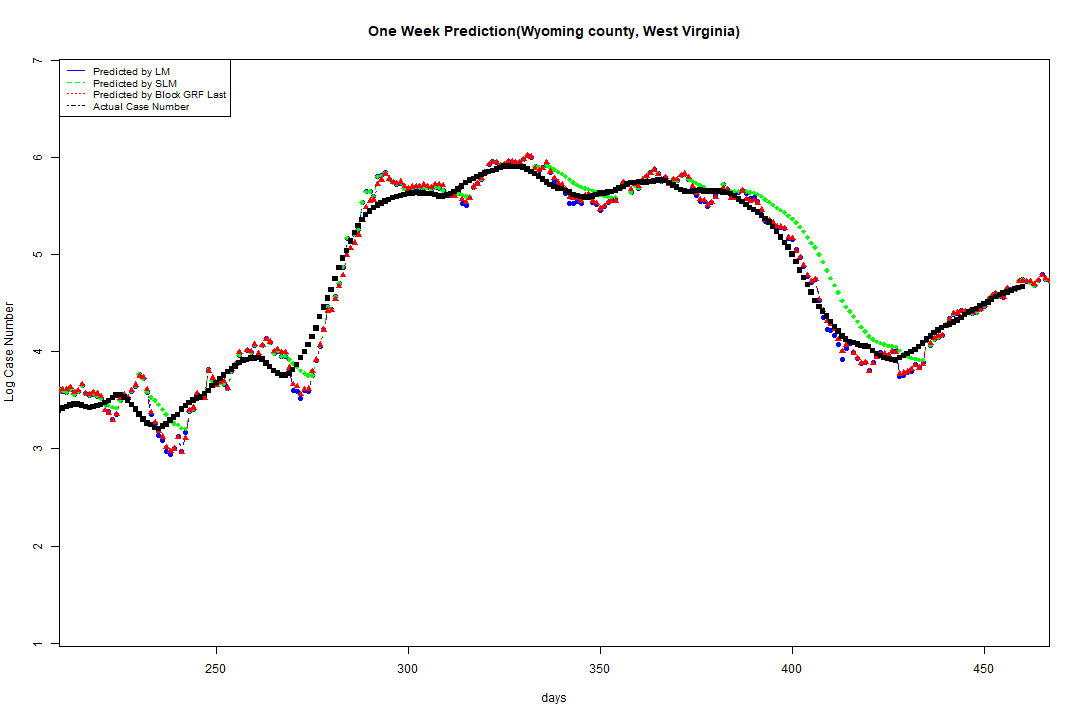 One Week Prediction(Wyoming county, West Virginia)
Predicted by LM
Predicted by SLM
Predicted by Block GRF Last
Actual Case Number
7
6
5
4
3
2
1
Log Case Number
250 300 350 400 450
days